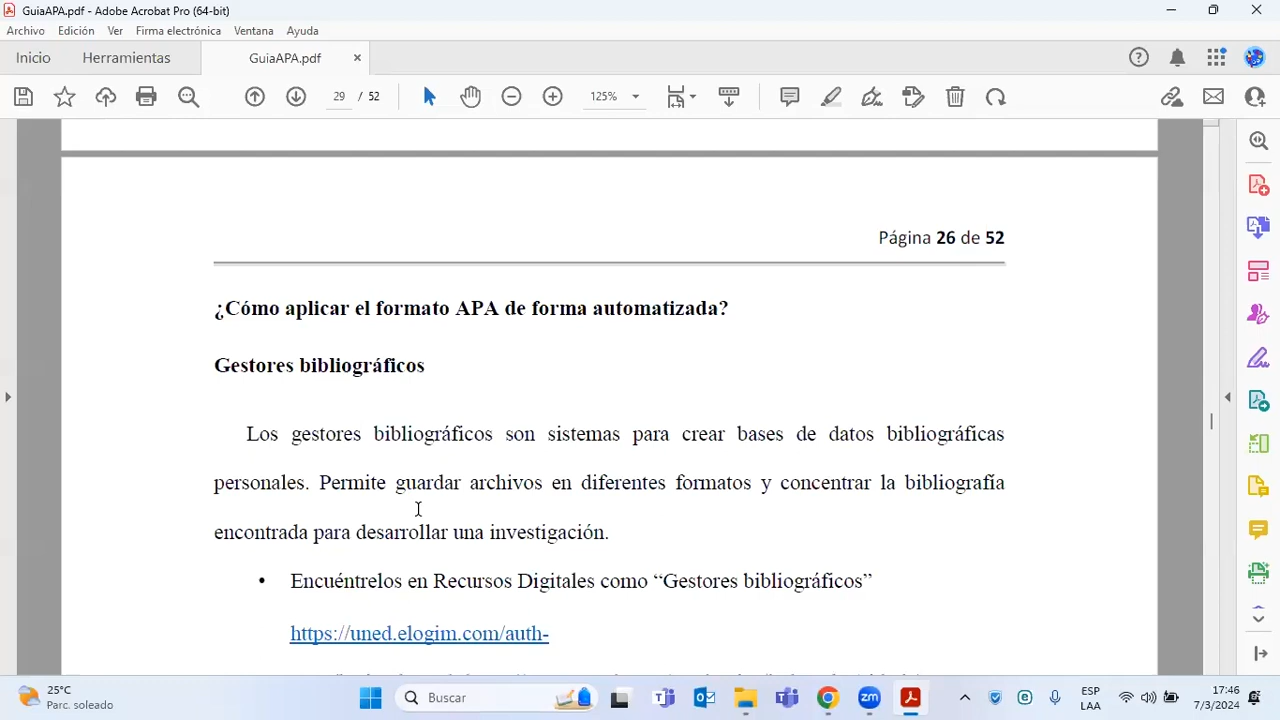 GuiaAPA.pdf - Adobe Acrobat Pro (64-bit)
Archivo Edición Ver Firma electrónica Ventana Ayuda
Inicio Herramientas GuiaAPA.pdf ×
29 / 52 125%
Página 26 de 52
¿Cómo aplicar el formato APA de forma automatizada?
Gestores bibliográficos
Los gestores bibliográficos son sistemas para crear bases de datos bibliográficas
personales. Permite guardar archivos en diferentes formatos y concentrar la bibliografía
encontrada para desarrollar una investigación.
• Encuéntrelos en Recursos Digitales como “Gestores bibliográficos”
https://uned.elogim.com/auth-
25°C
Parc. soleado
Buscar
ESP
LAA
17:46
7/3/2024